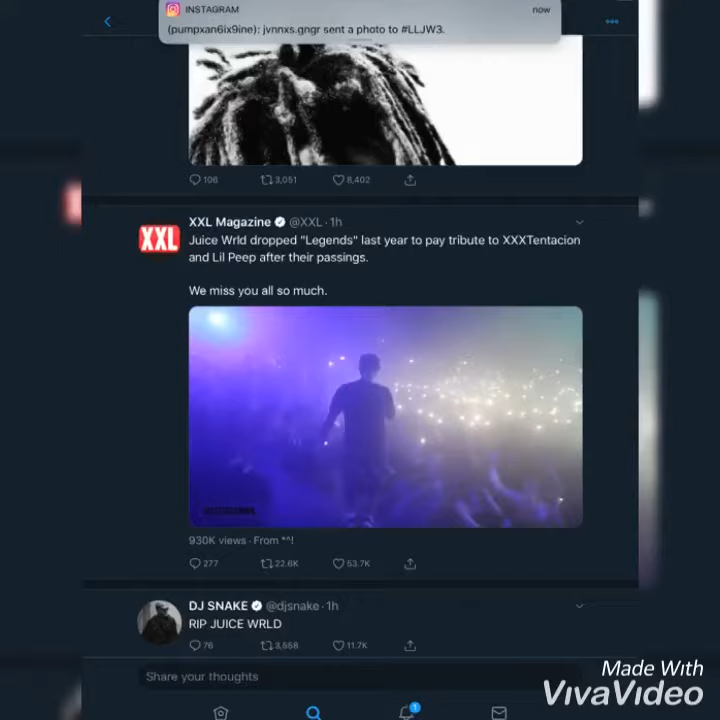 INSTAGRAM
now
(pumpxan6ix9ine): jvnnxs.gngr sent a photo to #LLJW3.
106 3,051 8,402
XXL Magazine @XXL · 1h
XXL
Juice Wrld dropped "Legends" last year to pay tribute to XXXTentacion
and Lil Peep after their passings.
We miss you all so much.
930K views · From **!
277 22.6K 53.7K
DJ SNAKE @djsnake · 1h
RIP JUICE WRLD
76 3,558 11.7K
Share your thoughts
1
Made With
VivaVideo